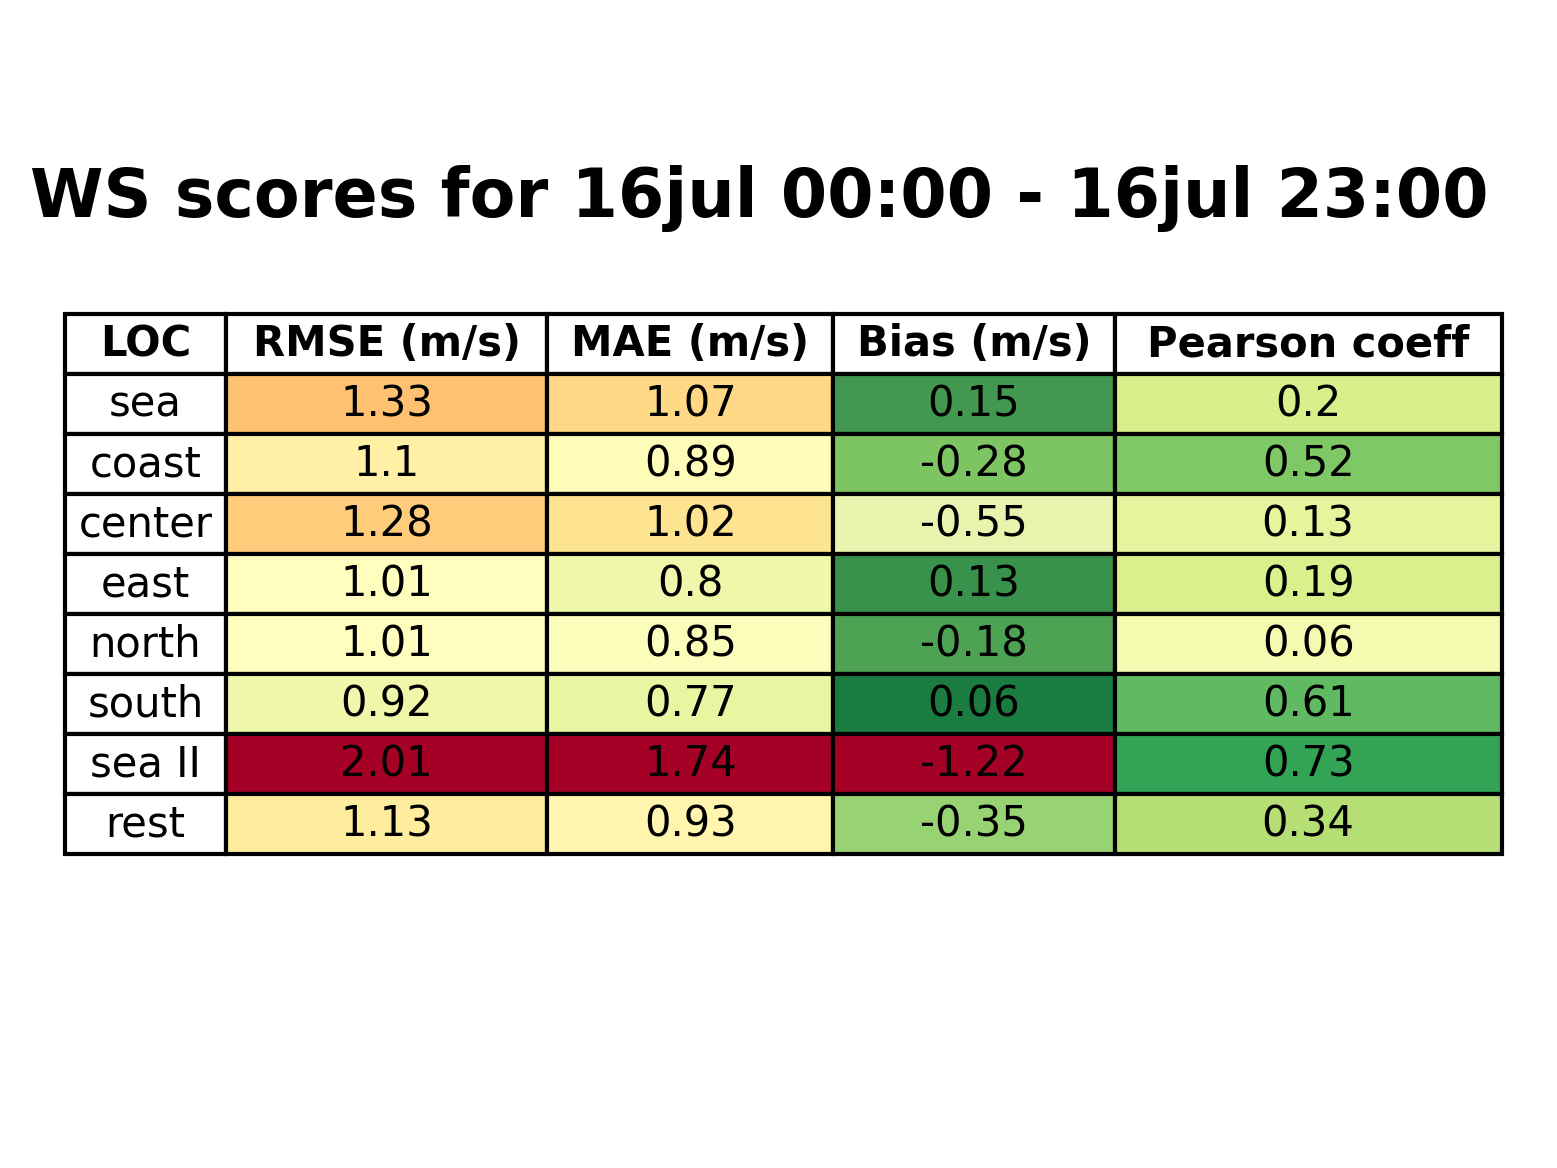 WS scores for 16jul 00:00 - 16jul 23:00
LOC RMSE (m/s) MAE (m/s) Bias (m/s) Pearson coeff
sea 1.33 1.07 0.15 0.2
coast 1.1 0.89 -0.28 0.52
center 1.28 1.02 -0.55 0.13
east 1.01 0.8 0.13 0.19
north 1.01 0.85 -0.18 0.06
south 0.92 0.77 0.06 0.61
sea II 2.01 1.74 -1.22 0.73
rest 1.13 0.93 -0.35 0.34